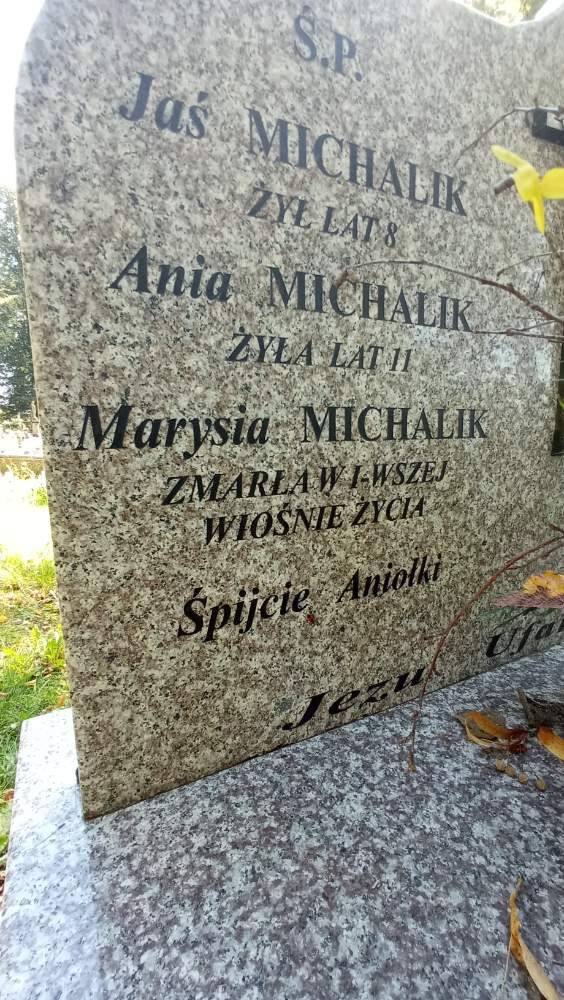 Ś.P.
Jaś MICHALIK
ŻYŁ LAT 8
Ania MICHALIK
ŻYŁA LAT 11
Marysia MICHALIK
ZMARŁA W I-WSZEJ
WIOŚNIE ŻYCIA
Śpijcie Aniołki
Jezu